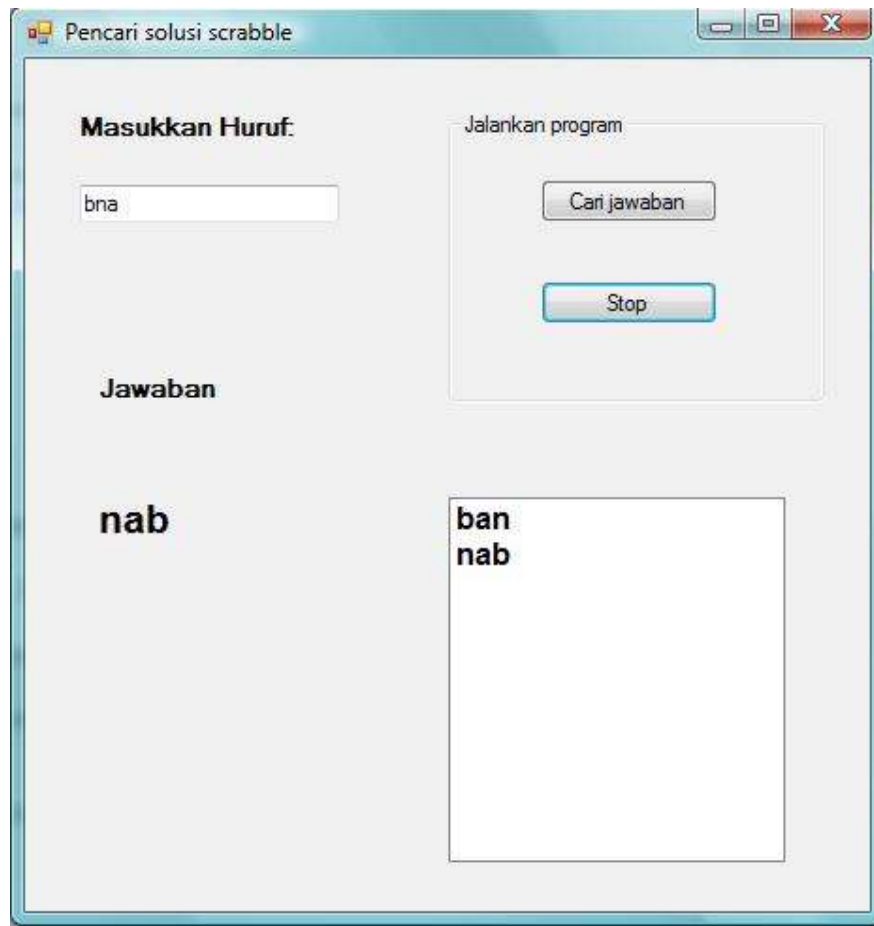 Pencari solusi scrabble
Masukkan Huruf:
bna
Jalankan program
Cari jawaban
Stop
Jawaban
nab
ban
nab